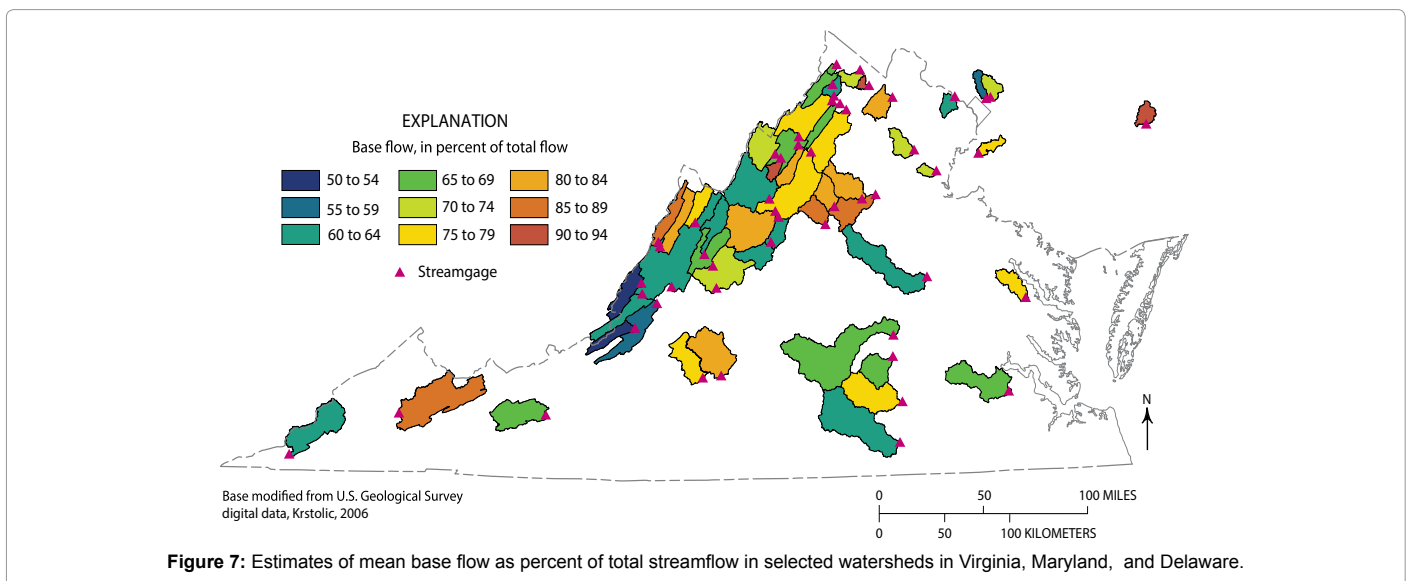 EXPLANATION
Base flow, in percent of total flow
50 to 54 65 to 69 80 to 84
55 to 59 70 to 74 85 to 89
60 to 64 75 to 79 90 to 94
Streamgage
N
Base modified from U.S. Geological Survey
digital data, Krstolic, 2006
0 50 100 MILES
0 50 100 KILOMETERS
Figure 7: Estimates of mean base flow as percent of total streamflow in selected watersheds in Virginia, Maryland, and Delaware.